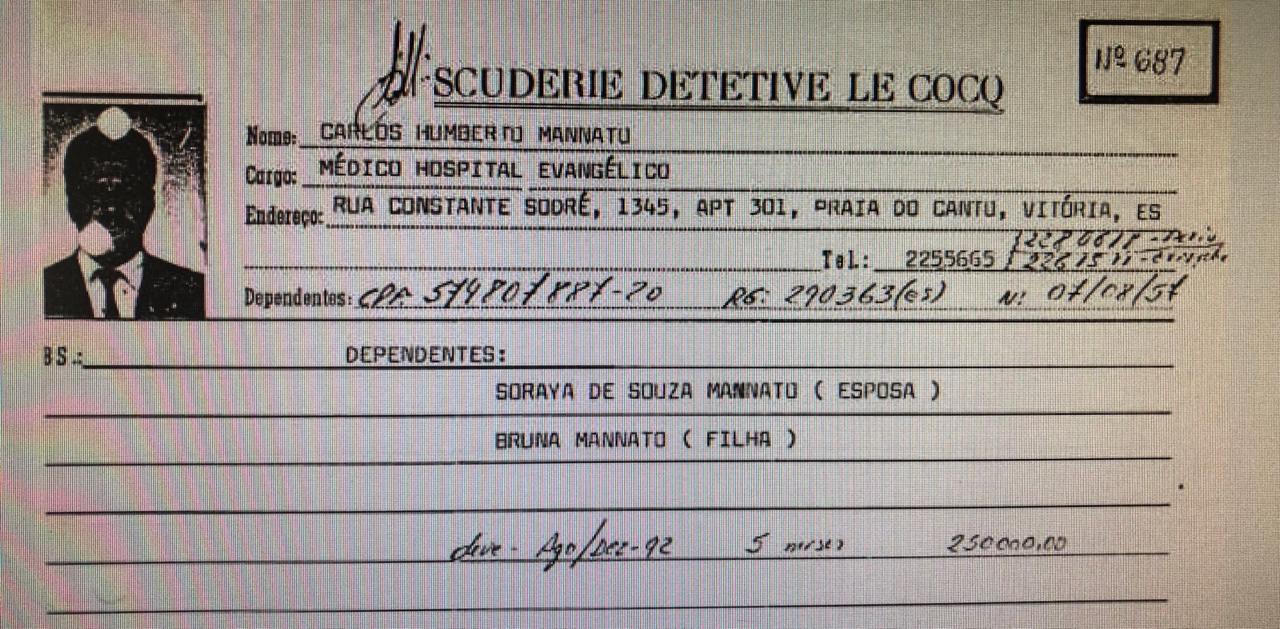 Nº 687
SCUDERIE DETETIVE LE COCQ
Nome: CARLOS HUMBERTO MANNATO
Cargo: MÉDICO HOSPITAL EVANGÉLICO
Endereço: RUA CONSTANTE SODRÉ, 1345, APT 301, PRAIA DO CANTO, VITÓRIA, ES
Tel.: 2255665
Dependentes: CPF 574807887-20 RG: 290363(es) N: 07/08/57
BS.: DEPENDENTES:
SORAYA DE SOUZA MANNATO ( ESPOSA )
BRUNA MANNATO ( FILHA )
deve - Ago/Dez-92 5 meses 250000,00